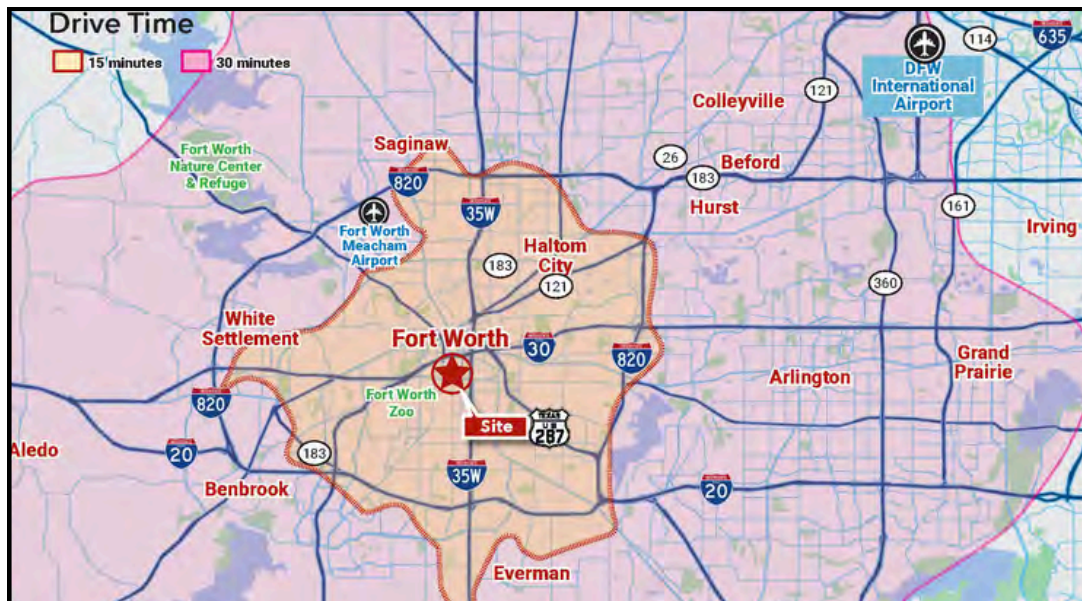 Drive Time
15 minutes
30 minutes
114
635
DFW
International
Airport
121
Colleyville
Fort Worth
Nature Center
& Refuge
Saginaw
26
Beford
183
820
Hurst
161
35W
Irving
Fort Worth
Meacham
Airport
Haltom
City
183
121
360
White
Settlement
Fort Worth
30
820
Grand
Prairie
Arlington
820
Fort Worth
Zoo
Site
TEXAS
U S
287
Aledo
20
183
Benbrook
35W
20
Everman